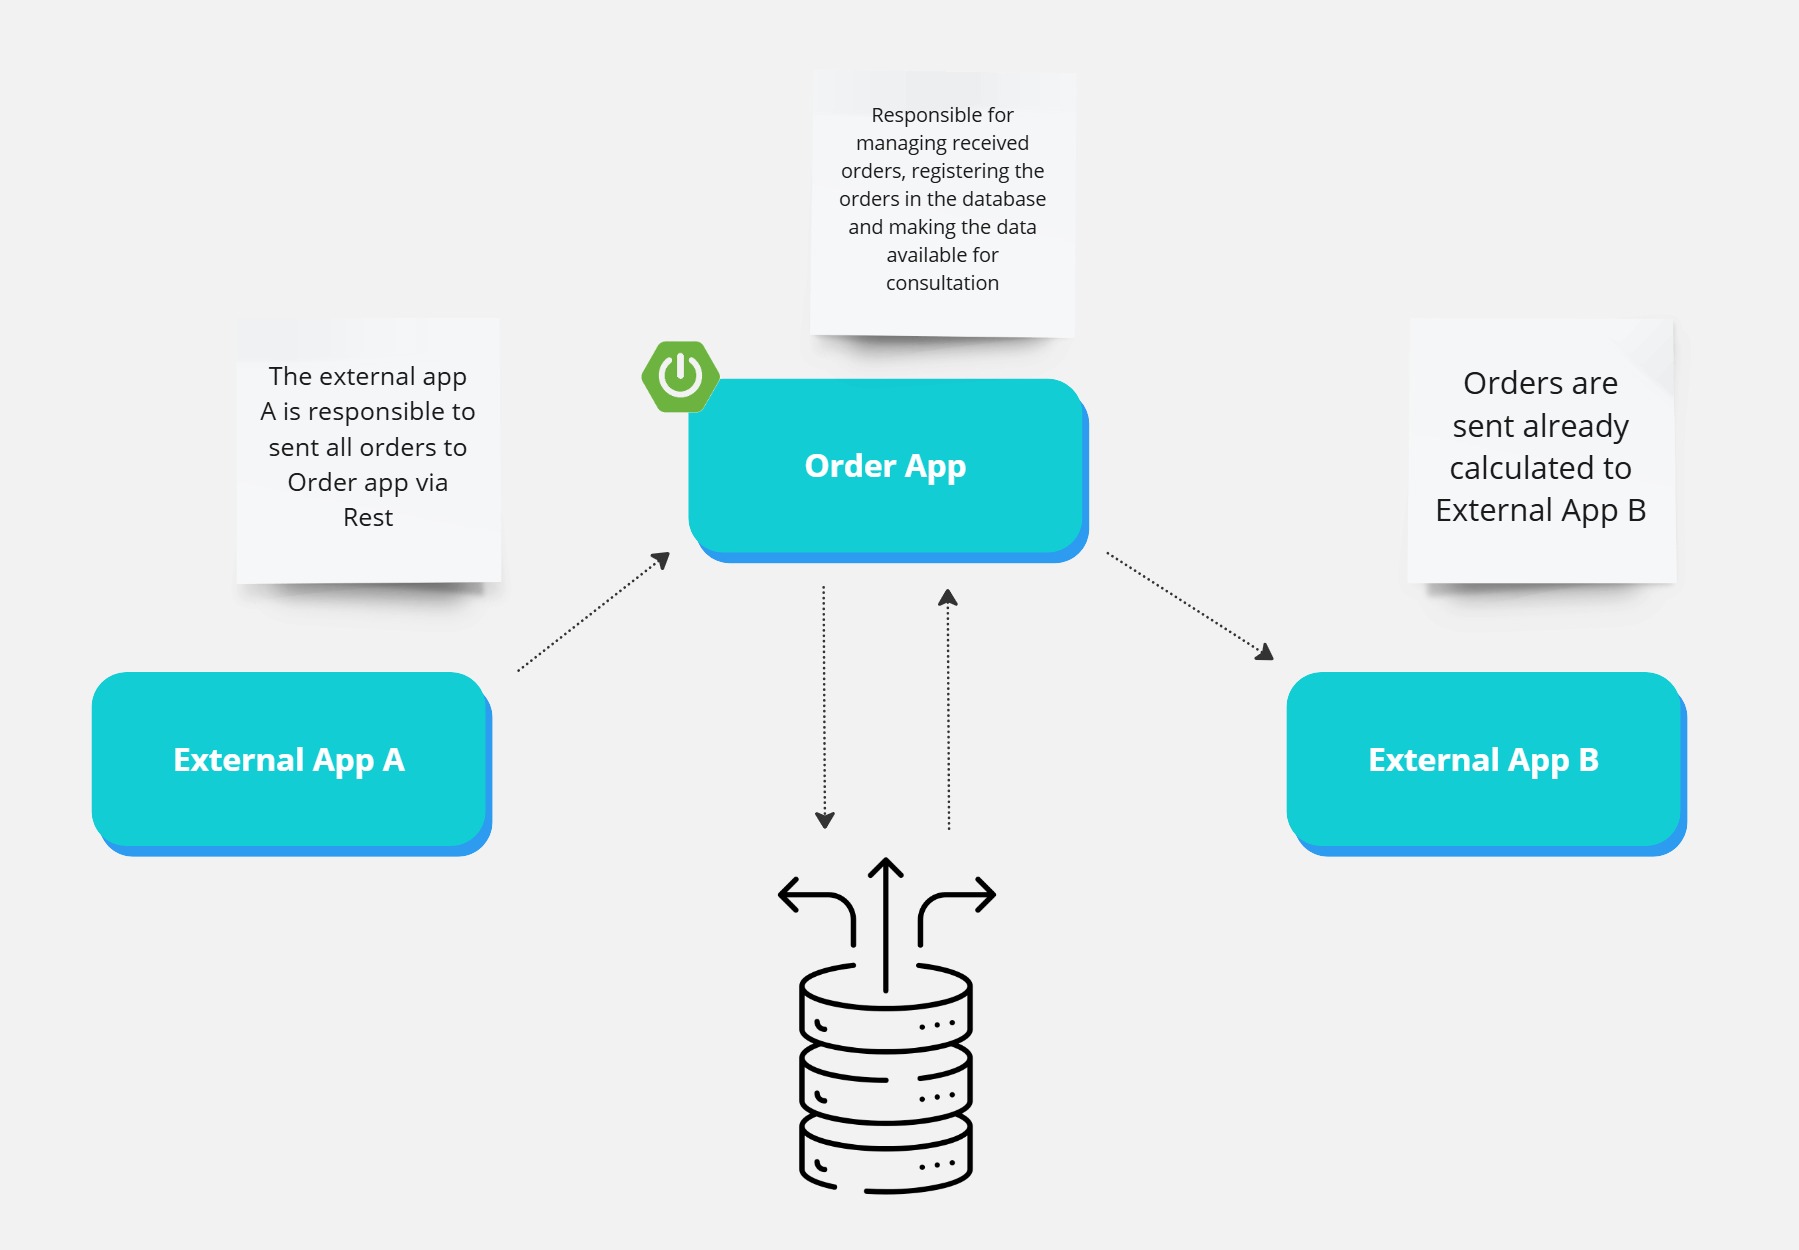 Responsible for
managing received
orders, registering the
orders in the database
and making the data
available for
consultation
The external app
A is responsible to
sent all orders to
Order app via
Rest
Orders are
sent already
calculated to
External App B
Order App
External App A
External App B